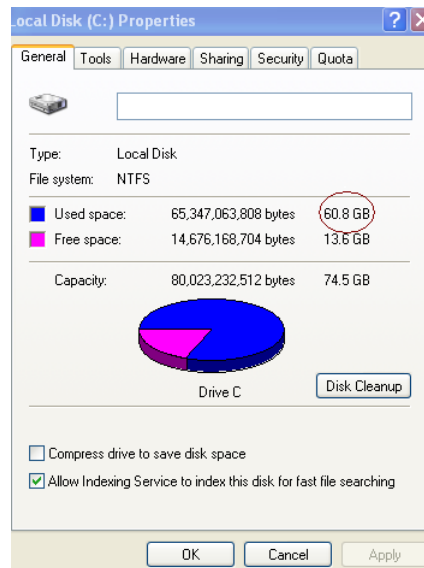 ocal Disk (C:) Properties
General Tools Hardware Sharing Security Quota
Type: Local Disk
File system: NTFS
Used space: 65,347,063,808 bytes 60.8 GB
Free space: 14,676,168,704 bytes 13.6 GB
Capacity: 80,023,232,512 bytes 74.5 GB
Drive C
Disk Cleanup
Compress drive to save disk space
Allow Indexing Service to index this disk for fast file searching
OK Cancel Apply